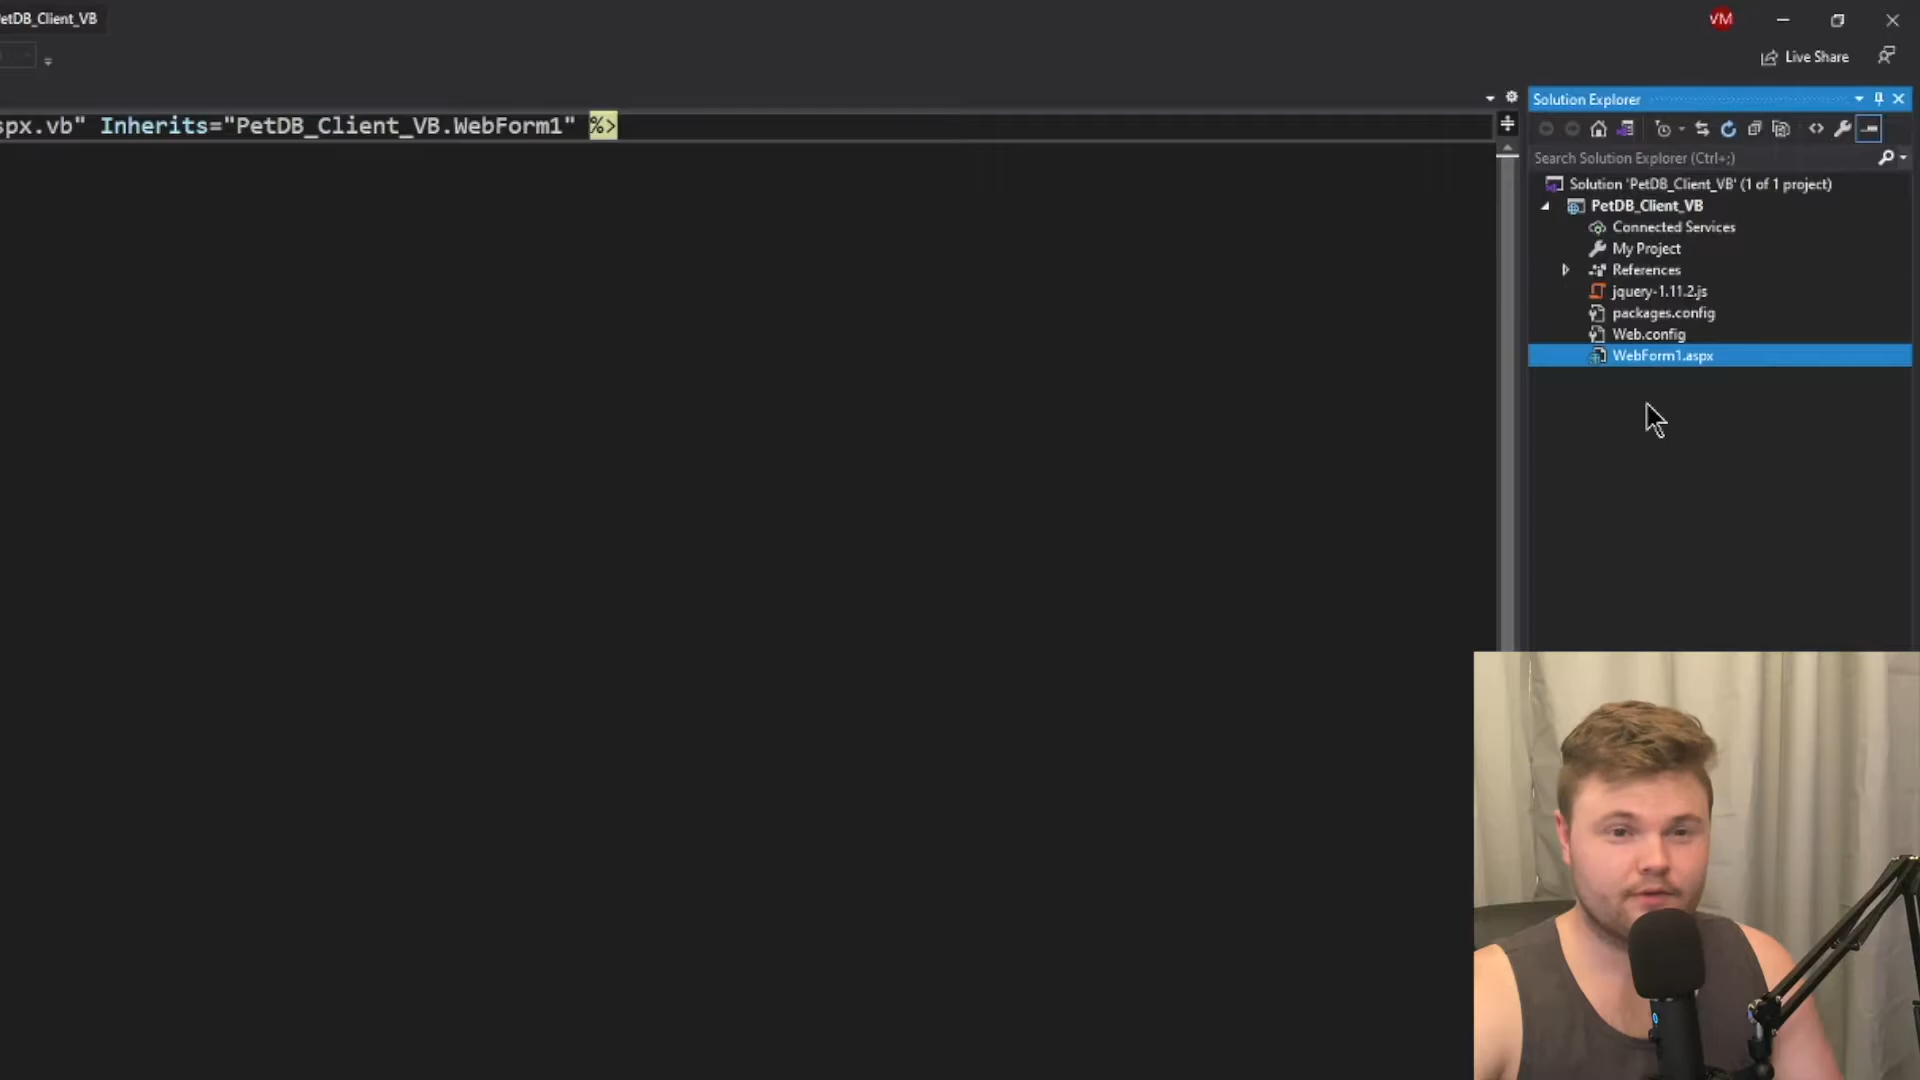 etDB_Client_VB
VM
Live Share
spx.vb" Inherits="PetDB_Client_VB.WebForm1" %>
Solution Explorer
Search Solution Explorer (Ctrl+;)
Solution 'PetDB_Client_VB' (1 of 1 project)
PetDB_Client_VB
Connected Services
My Project
References
jquery-1.11.2.js
packages.config
Web.config
WebForm1.aspx